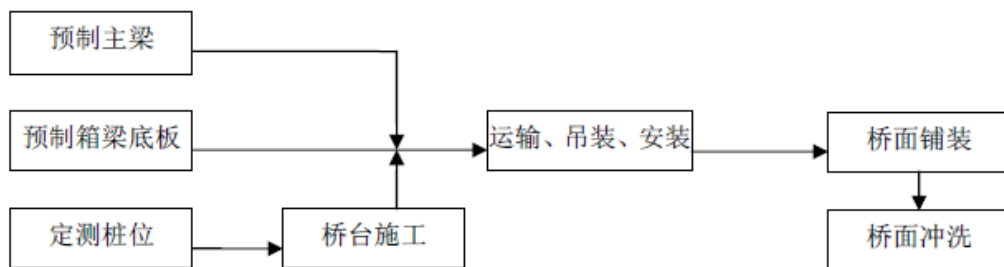 预制主梁
预制箱梁底板
运输、吊装、安装
桥面铺装
定测桩位
桥台施工
桥面冲洗